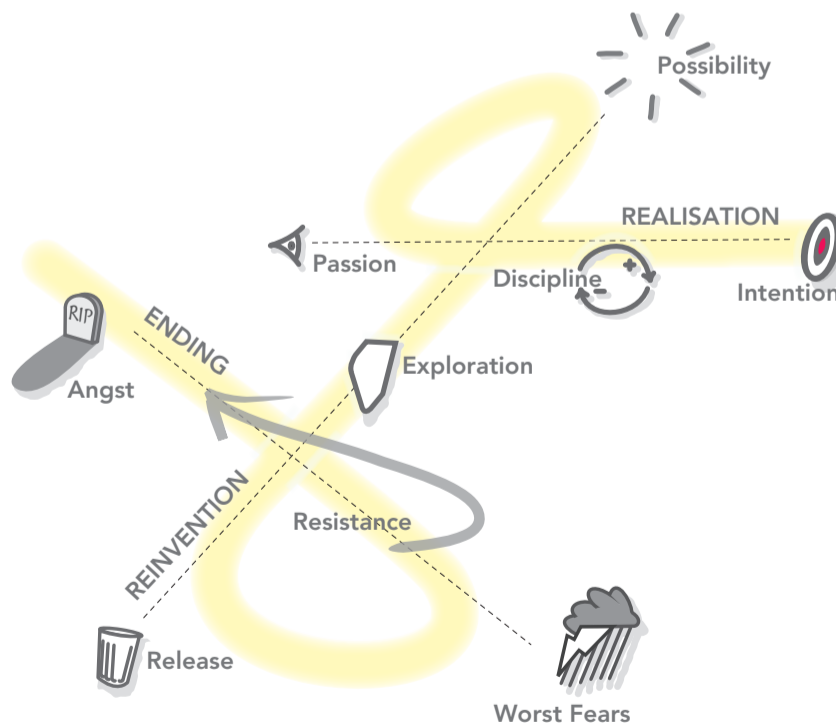 Possibility
REALISATION
Passion
Discipline
+
-
Intention
RIP
ENDING
Angst
Exploration
REINVENTION
Resistance
Release
Worst Fears